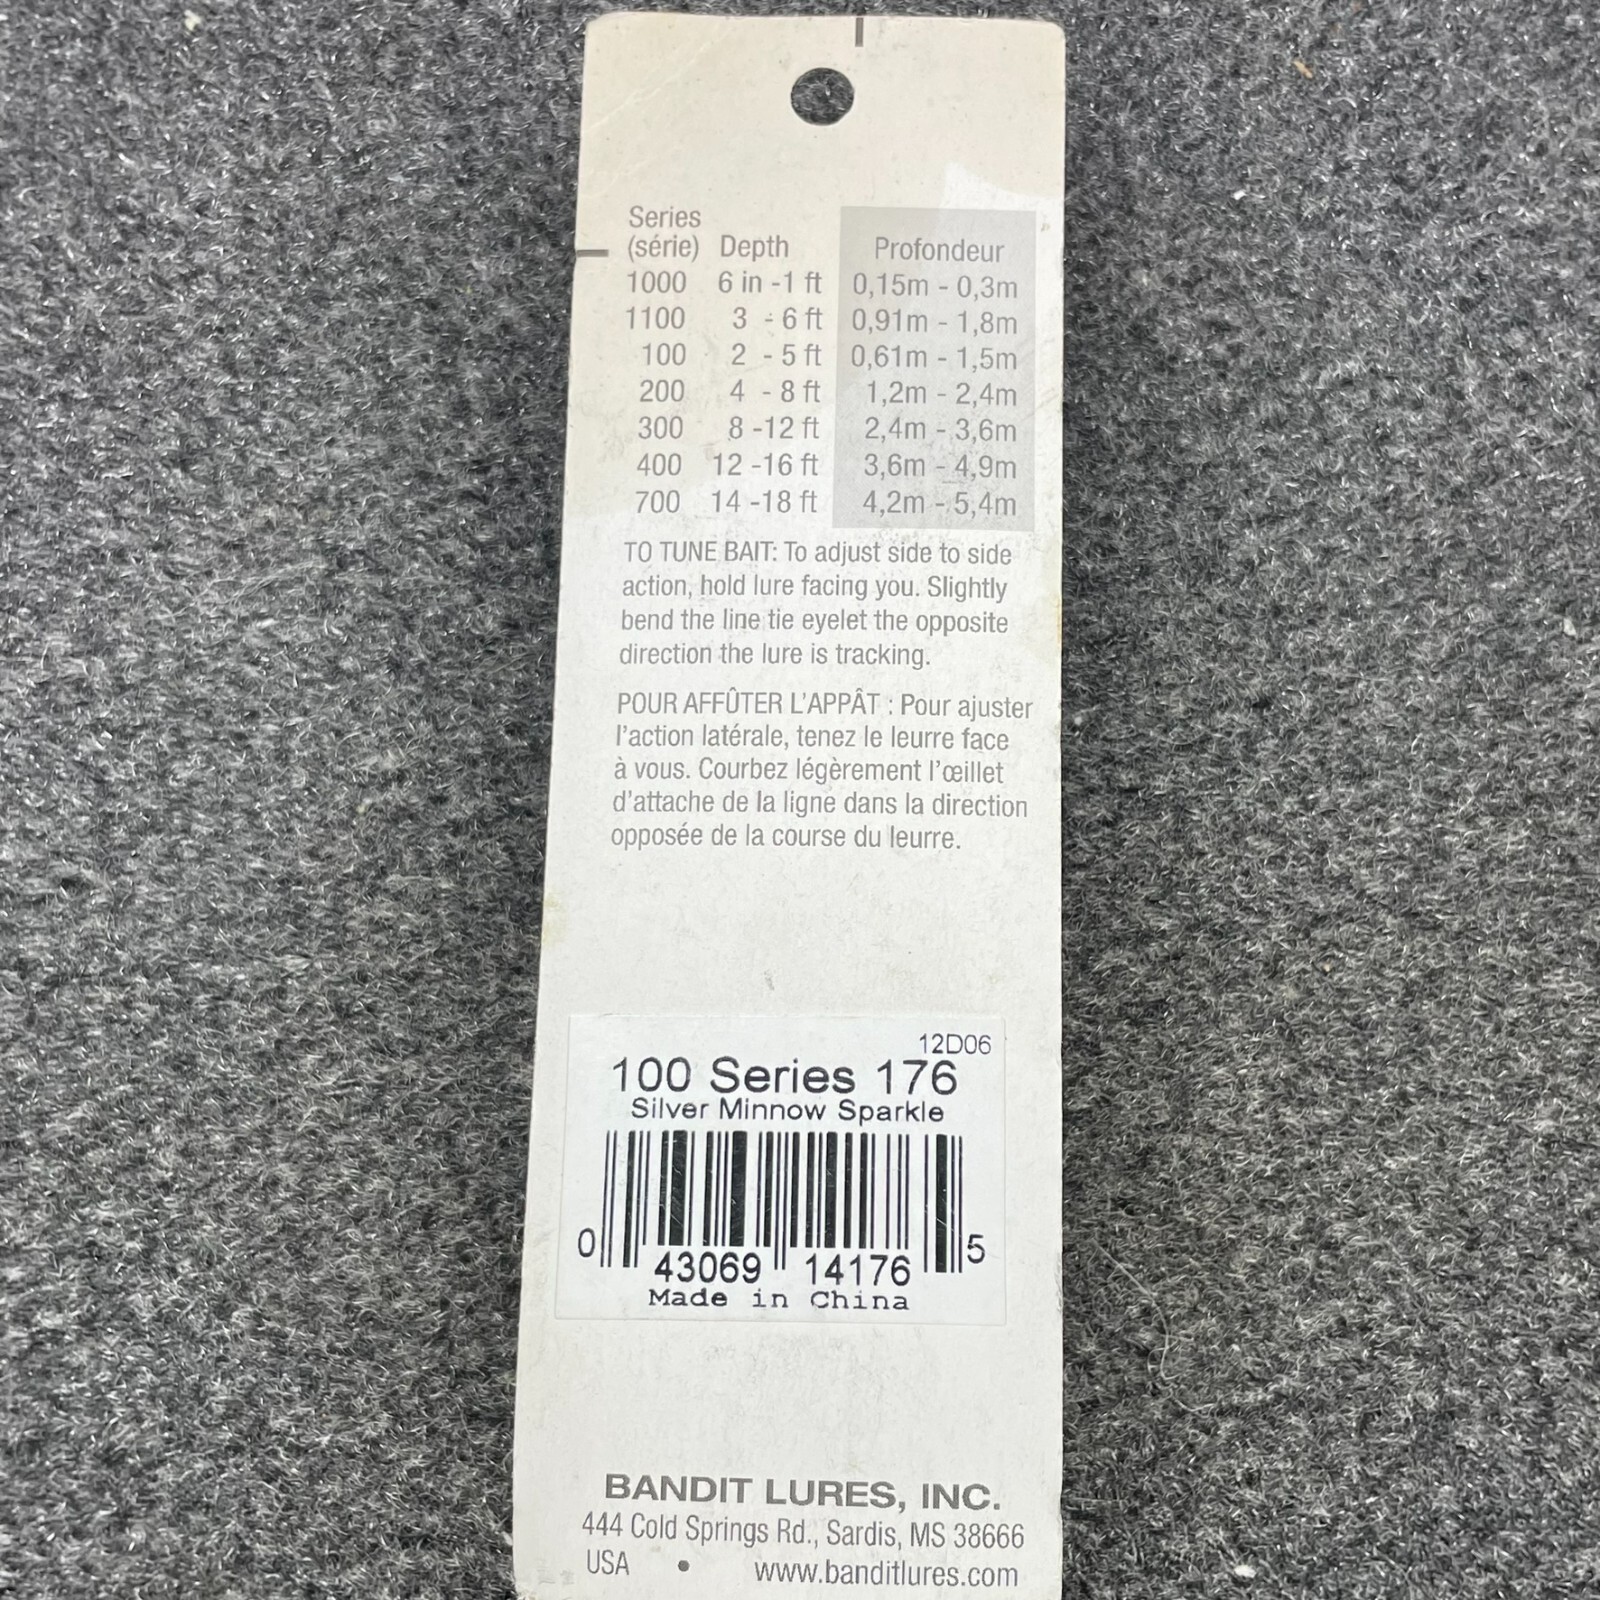 Series
(série) Depth Profondeur
1000 6 in -1 ft 0,15m - 0,3m
1100 3 - 6 ft 0,91m - 1,8m
100 2 - 5 ft 0,61m - 1,5m
200 4 - 8 ft 1,2m - 2,4m
300 8 -12 ft 2,4m - 3,6m
400 12 -16 ft 3,6m - 4,9m
700 14 -18 ft 4,2m - 5,4m
TO TUNE BAIT: To adjust side to side
action, hold lure facing you. Slightly
bend the line tie eyelet the opposite
direction the lure is tracking.
POUR AFFÛTER L'APPÂT : Pour ajuster
l'action latérale, tenez le leurre face
à vous. Courbez légèrement l'œillet
d'attache de la ligne dans la direction
opposée de la course du leurre.
12D06
100 Series 176
Silver Minnow Sparkle
0 43069 14176 5
Made in China
BANDIT LURES, INC.
444 Cold Springs Rd., Sardis, MS 38666
USA • www.banditlures.com